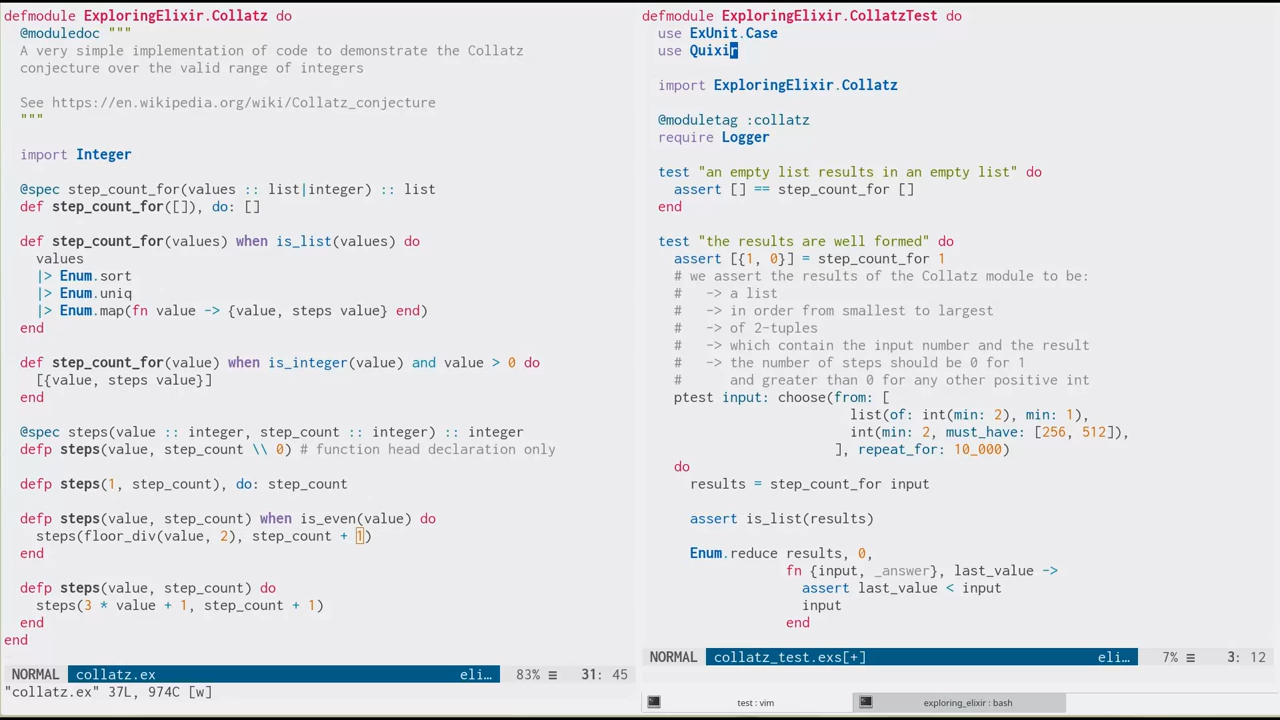 defmodule ExploringElixir.Collatz do
@moduledoc """
A very simple implementation of code to demonstrate the Collatz
conjecture over the valid range of integers
See https://en.wikipedia.org/wiki/Collatz_conjecture
"""
import Integer
@spec step_count_for(values :: list|integer) :: list
def step_count_for([]), do: []
def step_count_for(values) when is_list(values) do
values
|> Enum.sort
|> Enum.uniq
|> Enum.map(fn value -> {value, steps value} end)
end
def step_count_for(value) when is_integer(value) and value > 0 do
[{value, steps value}]
end
@spec steps(value :: integer, step_count :: integer) :: integer
defp steps(value, step_count \\ 0) # function head declaration only
defp steps(1, step_count), do: step_count
defp steps(value, step_count) when is_even(value) do
steps(floor_div(value, 2), step_count + 1)
end
defp steps(value, step_count) do
steps(3 * value + 1, step_count + 1)
end
end
NORMAL collatz.ex eli… 83% ≡ 31: 45
"collatz.ex" 37L, 974C [w]
defmodule ExploringElixir.CollatzTest do
use ExUnit.Case
use Quixir
import ExploringElixir.Collatz
@moduletag :collatz
require Logger
test "an empty list results in an empty list" do
assert [] == step_count_for []
end
test "the results are well formed" do
assert [{1, 0}] = step_count_for 1
# we assert the results of the Collatz module to be:
# -> a list
# -> in order from smallest to largest
# -> of 2-tuples
# -> which contain the input number and the result
# -> the number of steps should be 0 for 1
# and greater than 0 for any other positive int
ptest input: choose(from: [
list(of: int(min: 2), min: 1),
int(min: 2, must_have: [256, 512]),
], repeat_for: 10_000)
do
results = step_count_for input
assert is_list(results)
Enum.reduce results, 0,
fn {input, _answer}, last_value ->
assert last_value < input
input
end
NORMAL collatz_test.exs[+] eli… 7% ≡ 3: 12
test : vim
exploring_elixir : bash